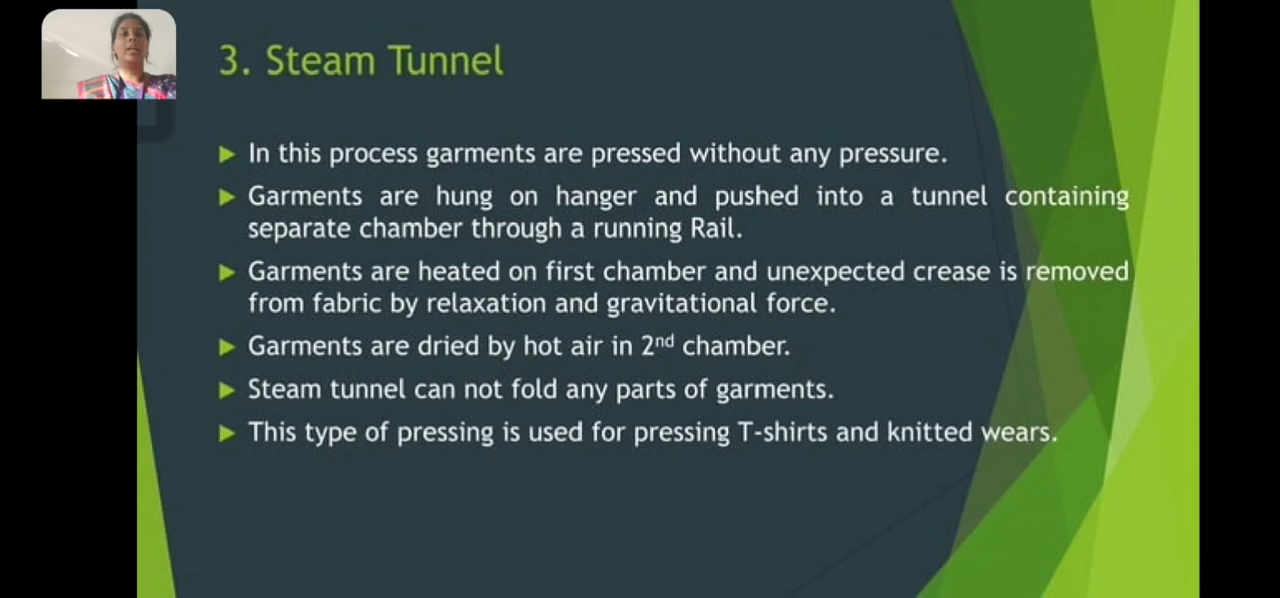 3. Steam Tunnel
In this process garments are pressed without any pressure.
Garments are hung on hanger and pushed into a tunnel containing
separate chamber through a running Rail.
Garments are heated on first chamber and unexpected crease is removed
from fabric by relaxation and gravitational force.
Garments are dried by hot air in 2nd chamber.
Steam tunnel can not fold any parts of garments.
This type of pressing is used for pressing T-shirts and knitted wears.